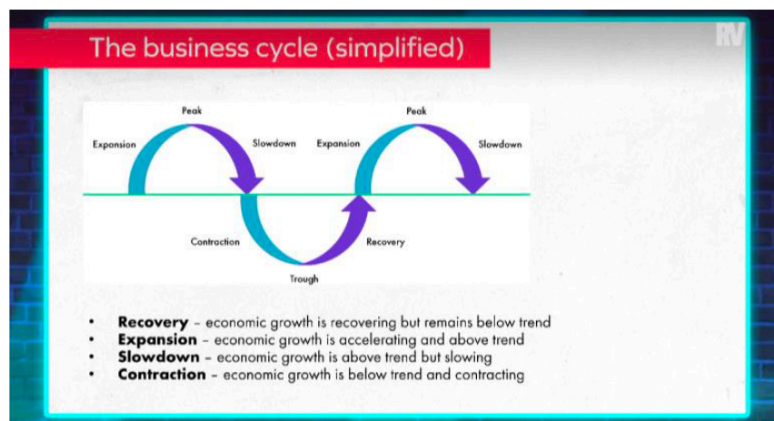 RV
The business cycle (simplified)
Peak
Peak
Expansion
Slowdown
Expansion
Slowdown
Contraction
Recovery
Trough
• Recovery – economic growth is recovering but remains below trend
• Expansion – economic growth is accelerating and above trend
• Slowdown – economic growth is above trend but slowing
• Contraction – economic growth is below trend and contracting